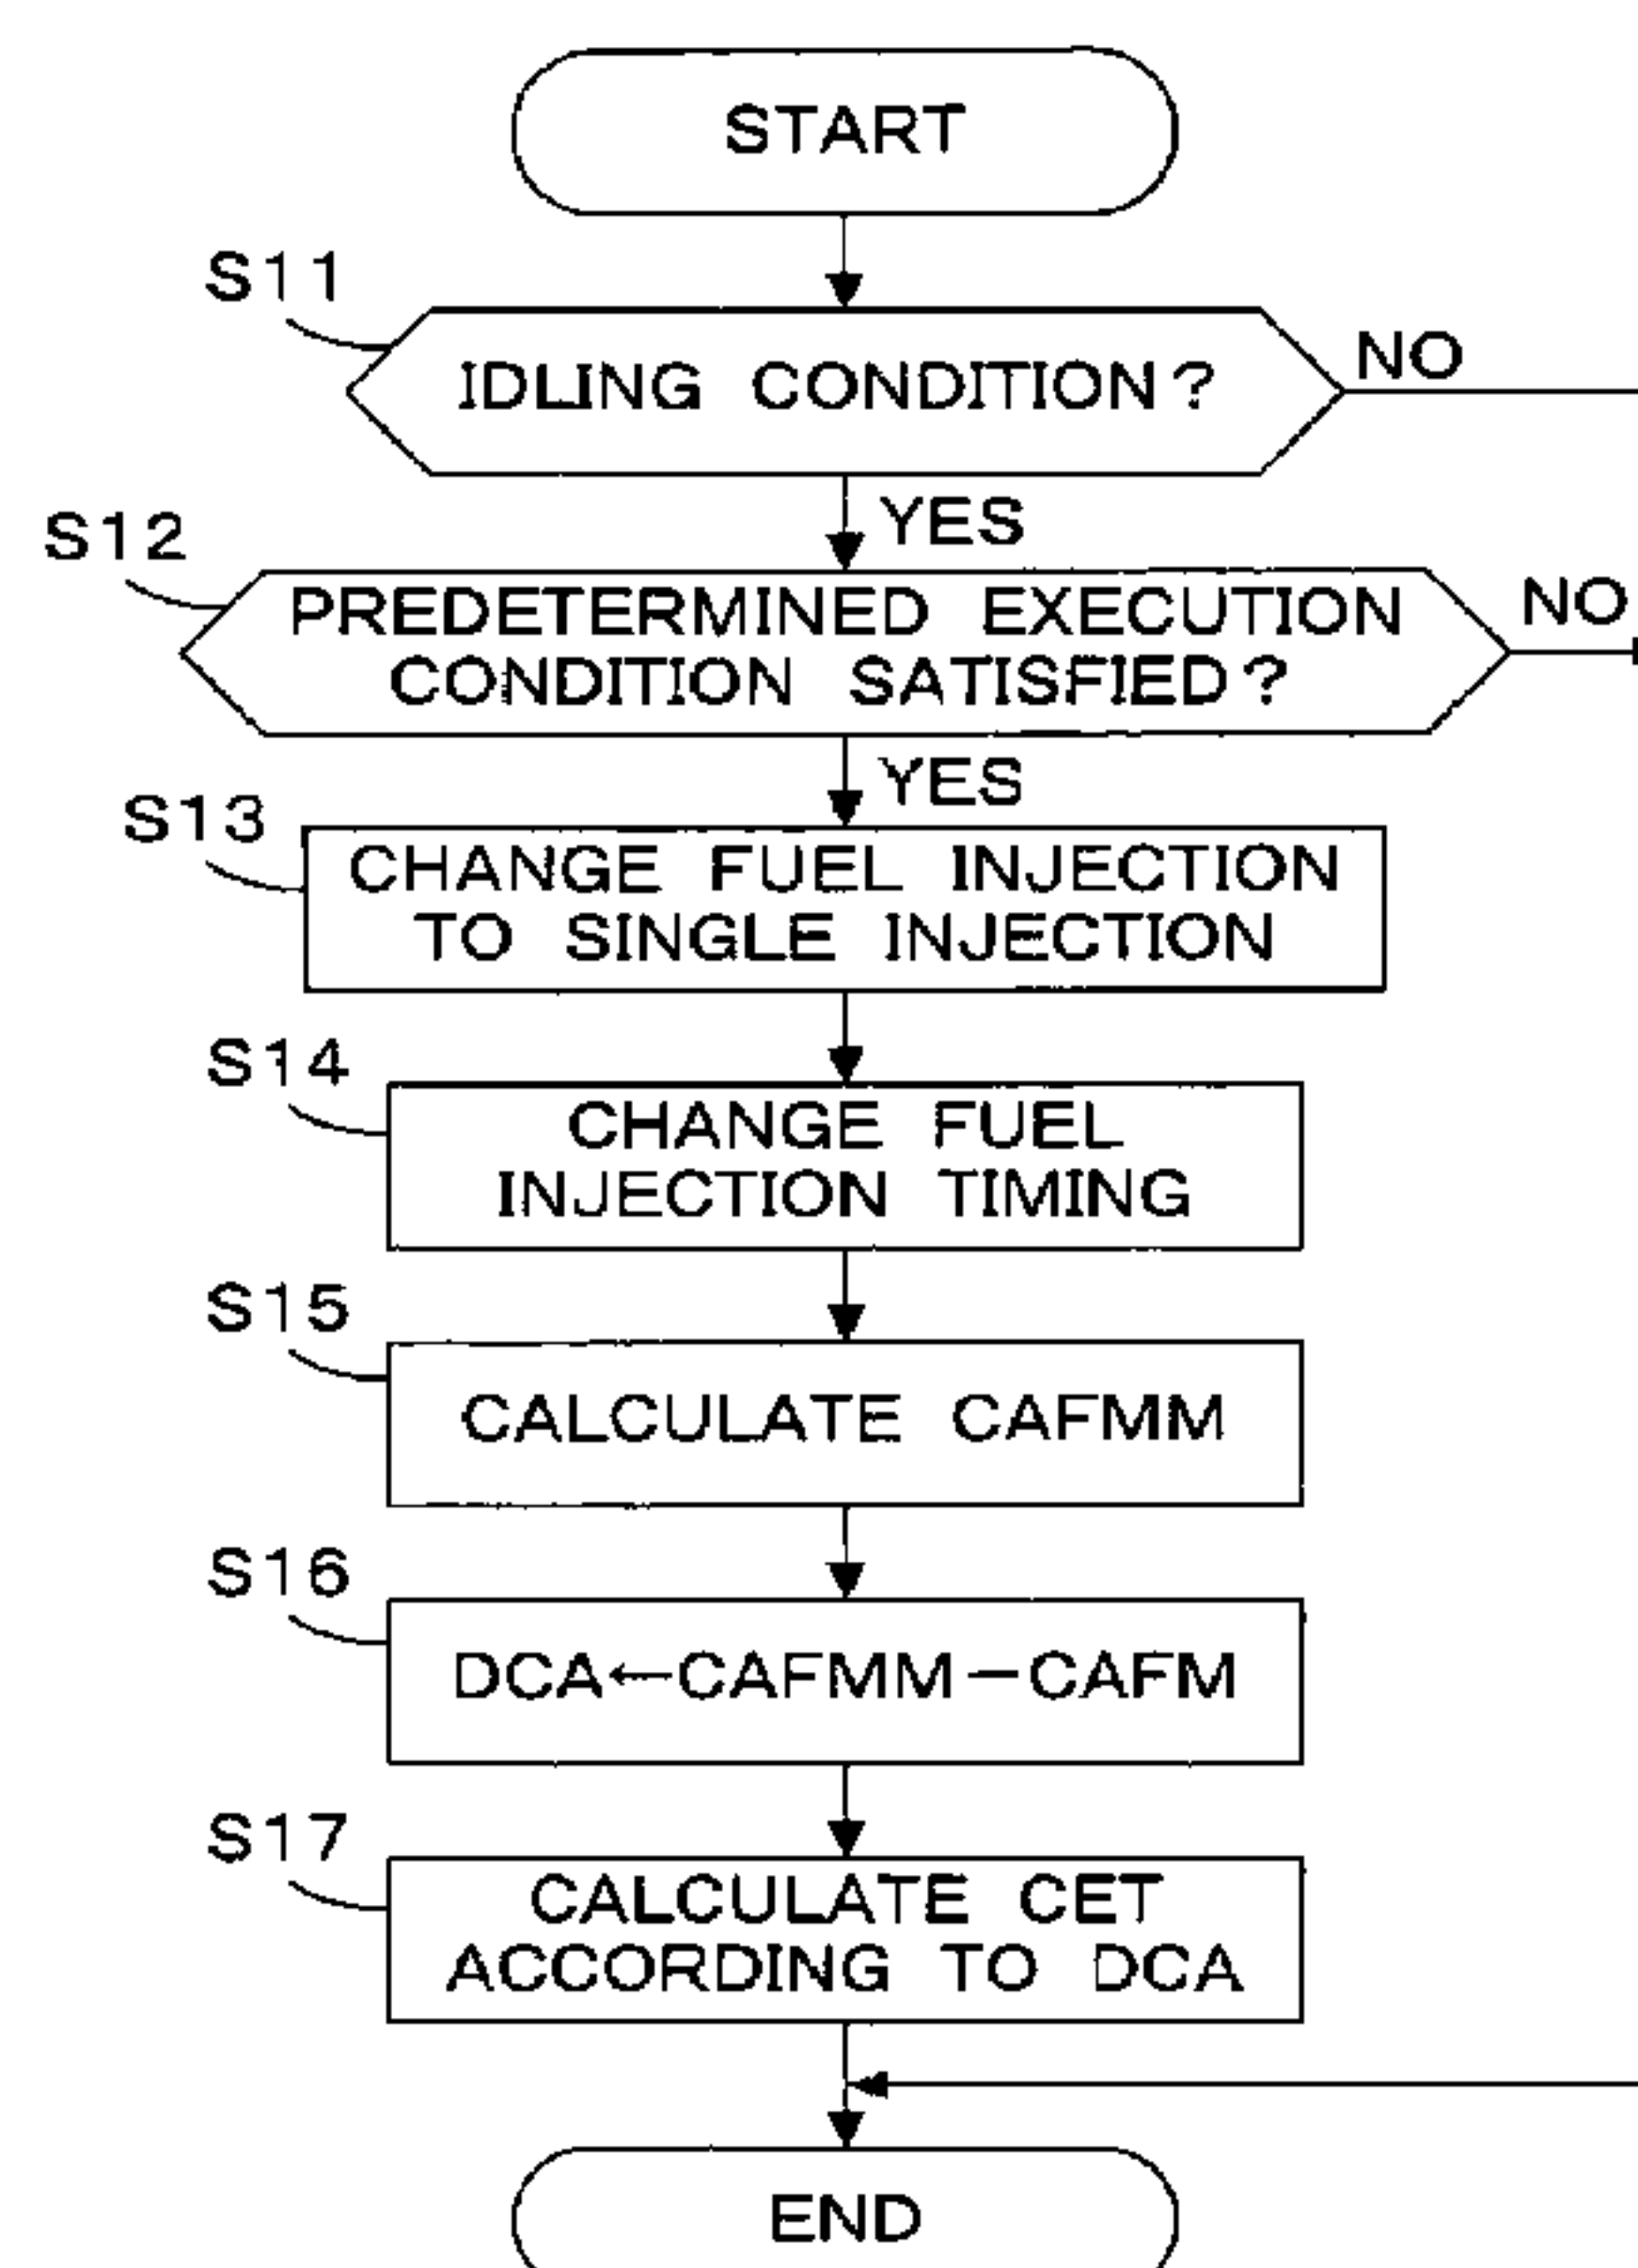 START
S11
IDLING CONDITION?
NO
YES
S12
PREDETERMINED EXECUTION
CONDITION SATISFIED?
NO
YES
S13
CHANGE FUEL INJECTION
TO SINGLE INJECTION
S14
CHANGE FUEL
INJECTION TIMING
S15
CALCULATE CAFMM
S16
DCA←CAFMM−CAFM
S17
CALCULATE CET
ACCORDING TO DCA
END